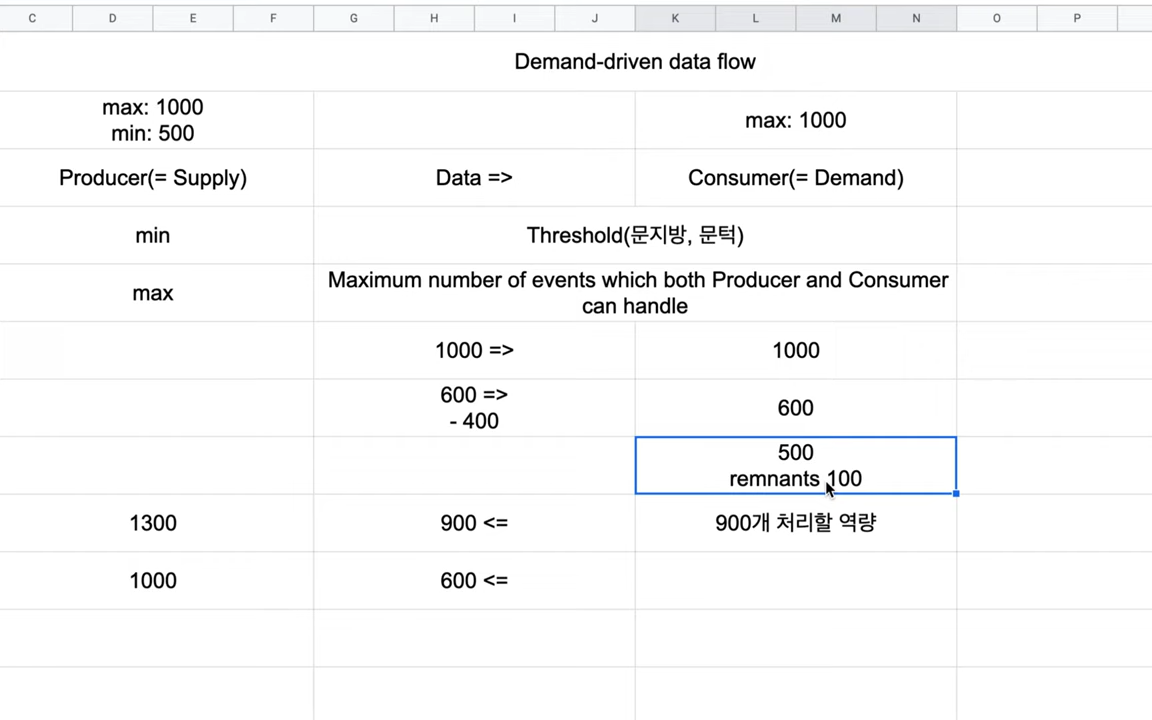 C D E F G H I J K L M N O P
Demand-driven data flow
max: 1000
min: 500
max: 1000
Producer(= Supply)
Data =>
Consumer(= Demand)
min
Threshold(문지방, 문턱)
max
Maximum number of events which both Producer and Consumer
can handle
1000 =>
1000
600 =>
- 400
600
500
remnants 100
1300
900 <=
900개 처리할 역량
1000
600 <=